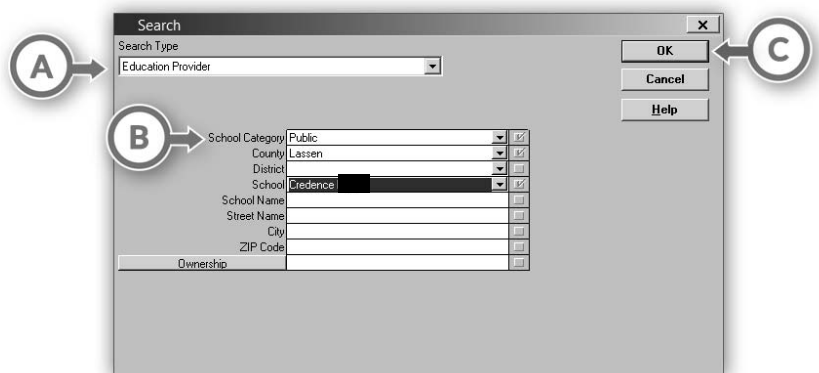 Search
Search Type
A
Education Provider
OK
C
Cancel
Help
B
School Category Public
County Lassen
District
School Credence
School Name
Street Name
City
ZIP Code
Ownership